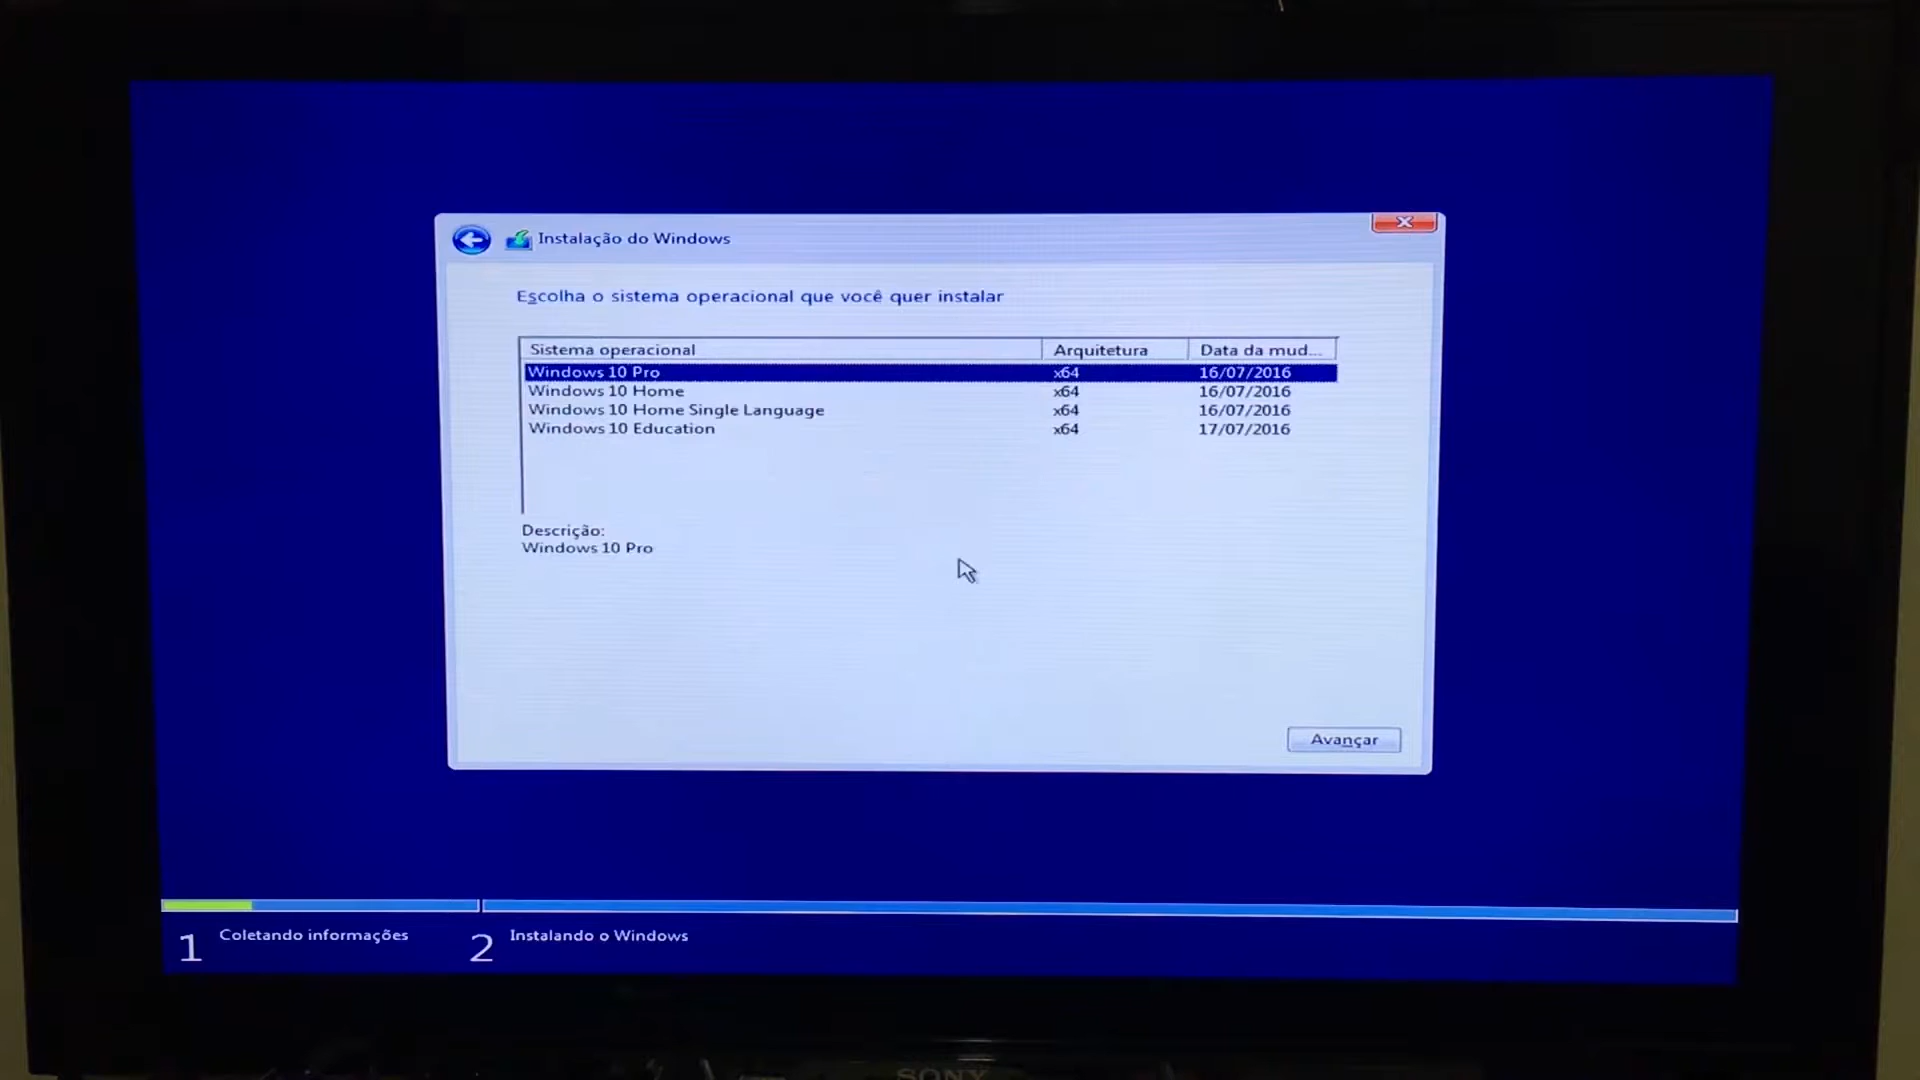 Instalação do Windows
Escolha o sistema operacional que você quer instalar
Sistema operacional Arquitetura Data da mud...
Windows 10 Pro x64 16/07/2016
Windows 10 Home x64 16/07/2016
Windows 10 Home Single Language x64 16/07/2016
Windows 10 Education x64 17/07/2016
Descrição:
Windows 10 Pro
Avançar
1 Coletando informações 2 Instalando o Windows
SONY